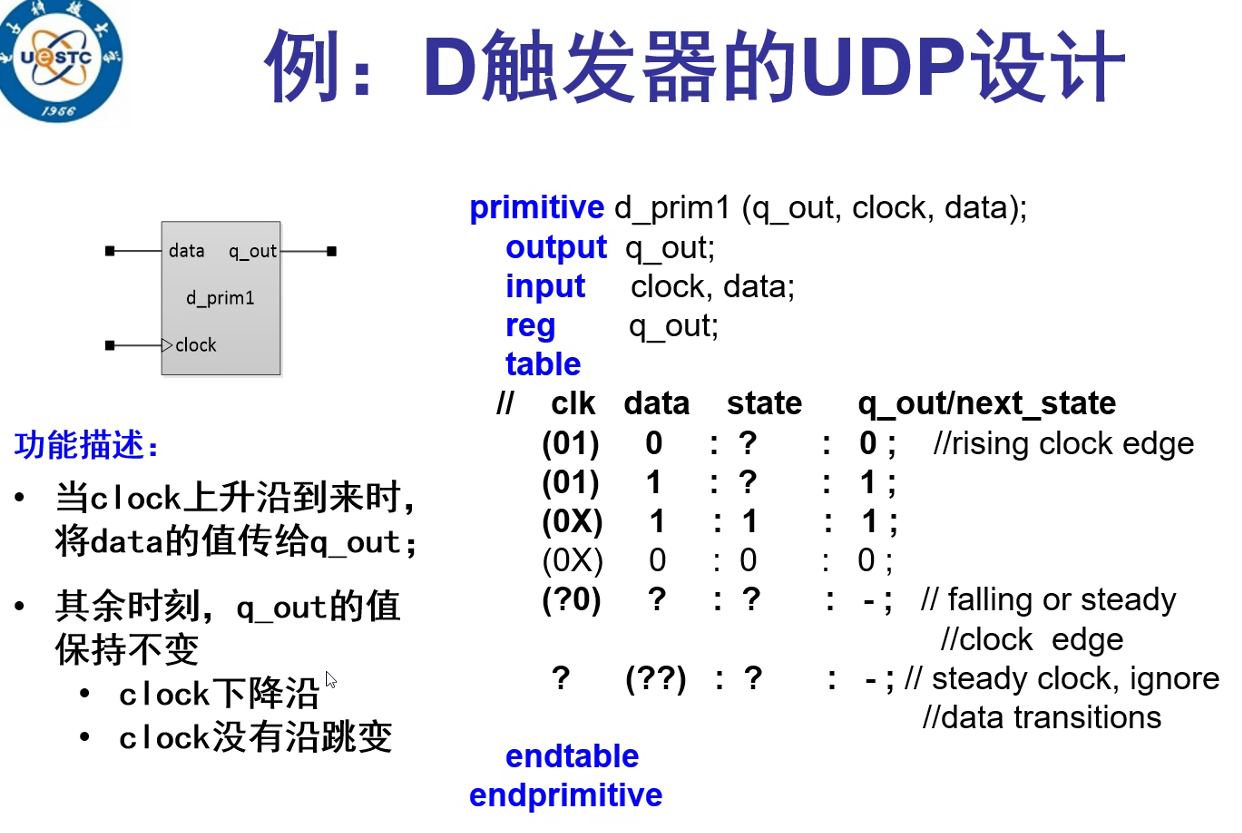 UESTC
1956
例：D触发器的UDP设计
data q_out
d_prim1
clock
功能描述：
• 当clock上升沿到来时，
将data的值传给q_out；
• 其余时刻，q_out的值
保持不变
• clock下降沿
• clock没有沿跳变
primitive d_prim1 (q_out, clock, data);
output q_out;
input clock, data;
reg q_out;
table
// clk data state q_out/next_state
(01) 0 : ? : 0 ; //rising clock edge
(01) 1 : ? : 1 ;
(0X) 1 : 1 : 1 ;
(0X) 0 : 0 : 0 ;
(?0) ? : ? : - ; // falling or steady
//clock edge
? (??) : ? : - ; // steady clock, ignore
//data transitions
endtable
endprimitive